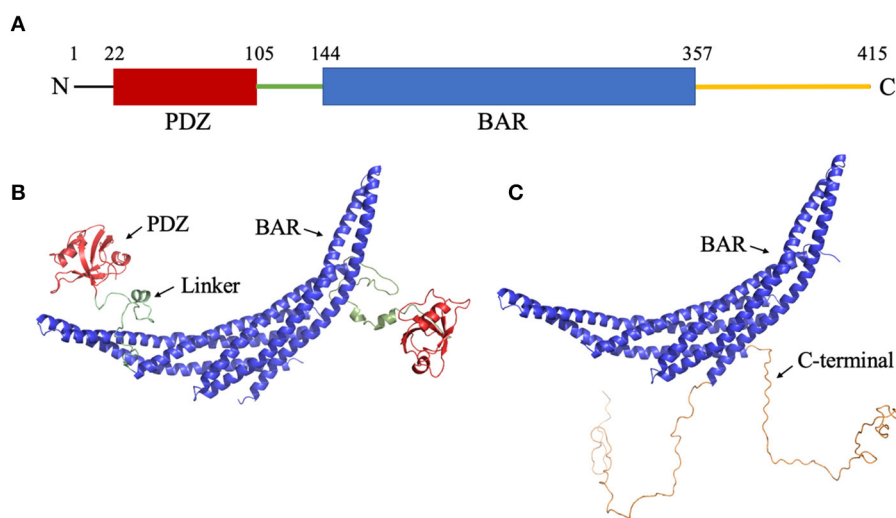 A
1 22 105 144 357 415
N C
PDZ BAR
B
PDZ
BAR
Linker
C
BAR
C-terminal